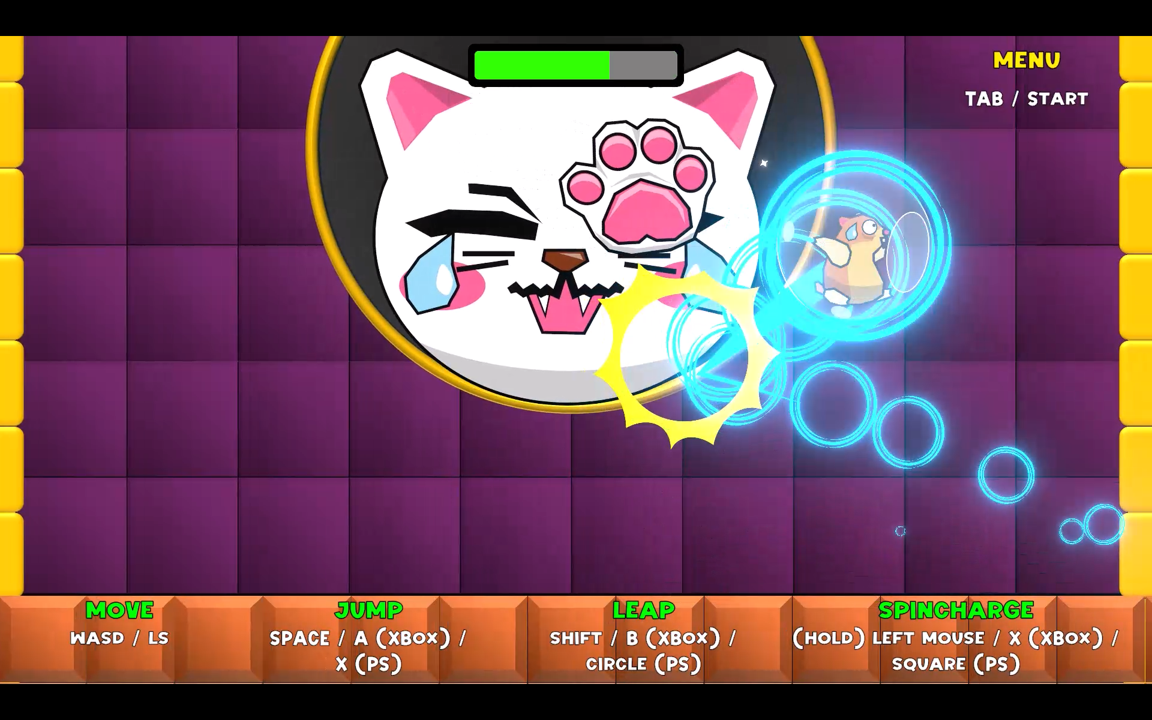 MENU
TAB / START
MOVE
WASD / LS
JUMP
SPACE / A (XBOX) /
X (PS)
LEAP
SHIFT / B (XBOX) /
CIRCLE (PS)
SPINCHARGE
(HOLD) LEFT MOUSE / X (XBOX) /
SQUARE (PS)